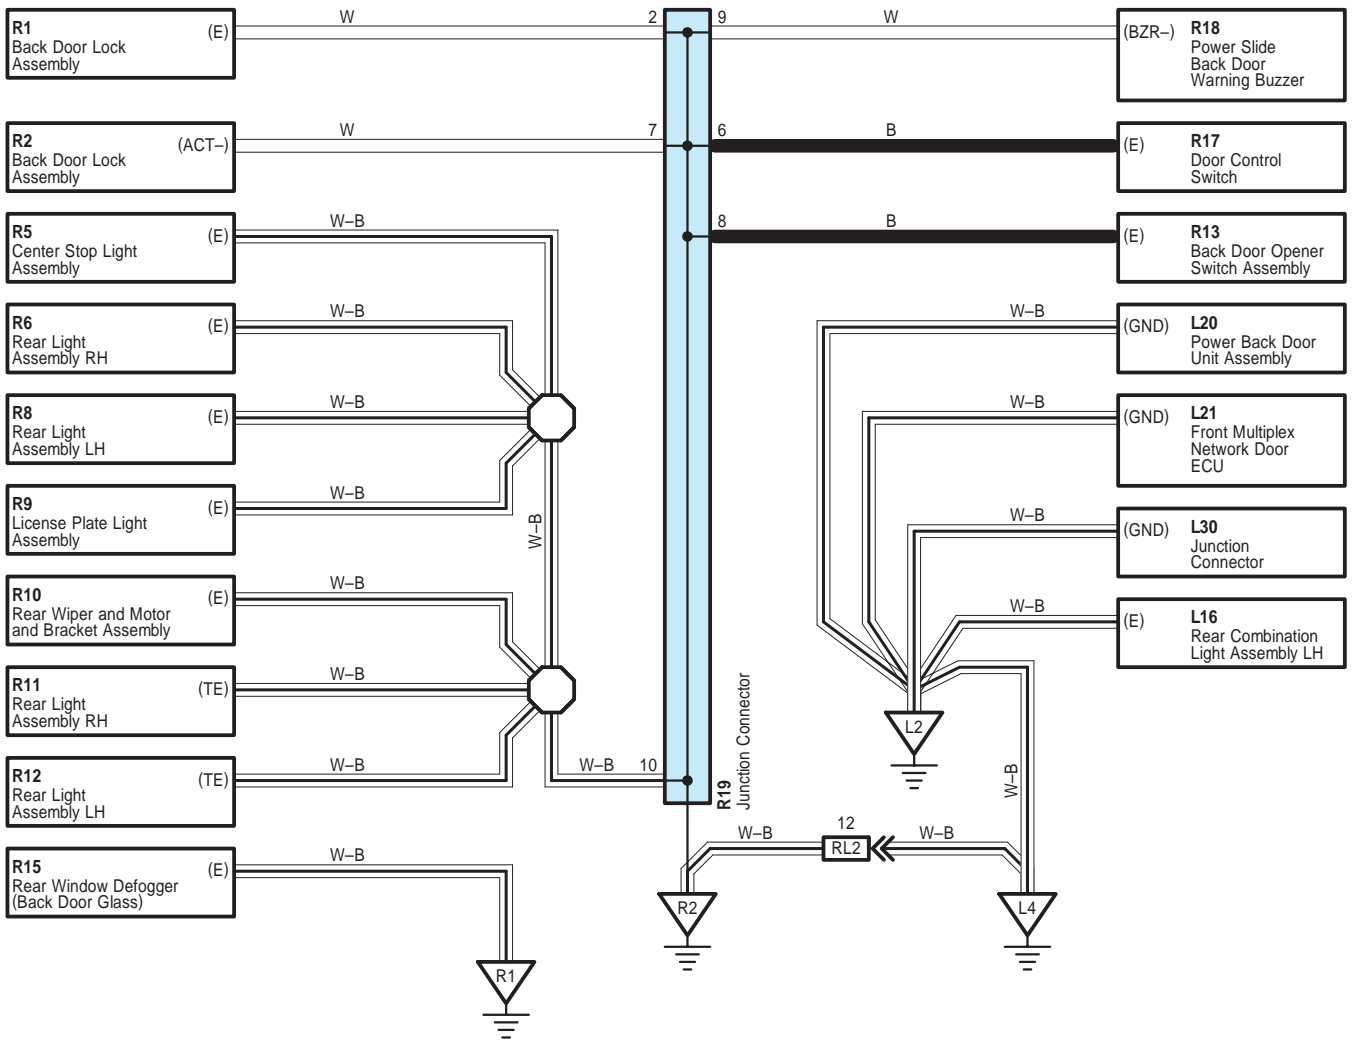 R1
(E)
Back Door Lock
Assembly
W
2
9
W
(BZR–)
R18
Power Slide
Back Door
Warning Buzzer
R2
(ACT–)
Back Door Lock
Assembly
W
7
6
B
(E)
R17
Door Control
Switch
R5
(E)
Center Stop Light
Assembly
W–B
8
B
(E)
R13
Back Door Opener
Switch Assembly
R6
(E)
Rear Light
Assembly RH
W–B
W–B
(GND)
L20
Power Back Door
Unit Assembly
R8
(E)
Rear Light
Assembly LH
W–B
W–B
(GND)
L21
Front Multiplex
Network Door
ECU
R9
(E)
License Plate Light
Assembly
W–B
W–B
W–B
(GND)
L30
Junction
Connector
R10
(E)
Rear Wiper and Motor
and Bracket Assembly
W–B
W–B
(E)
L16
Rear Combination
Light Assembly LH
R11
(TE)
Rear Light
Assembly RH
W–B
L2
R12
(TE)
Rear Light
Assembly LH
W–B
W–B
10
R19
Junction Connector
W–B
R15
(E)
Rear Window Defogger
(Back Door Glass)
W–B
W–B
12
RL2
W–B
R2
L4
R1